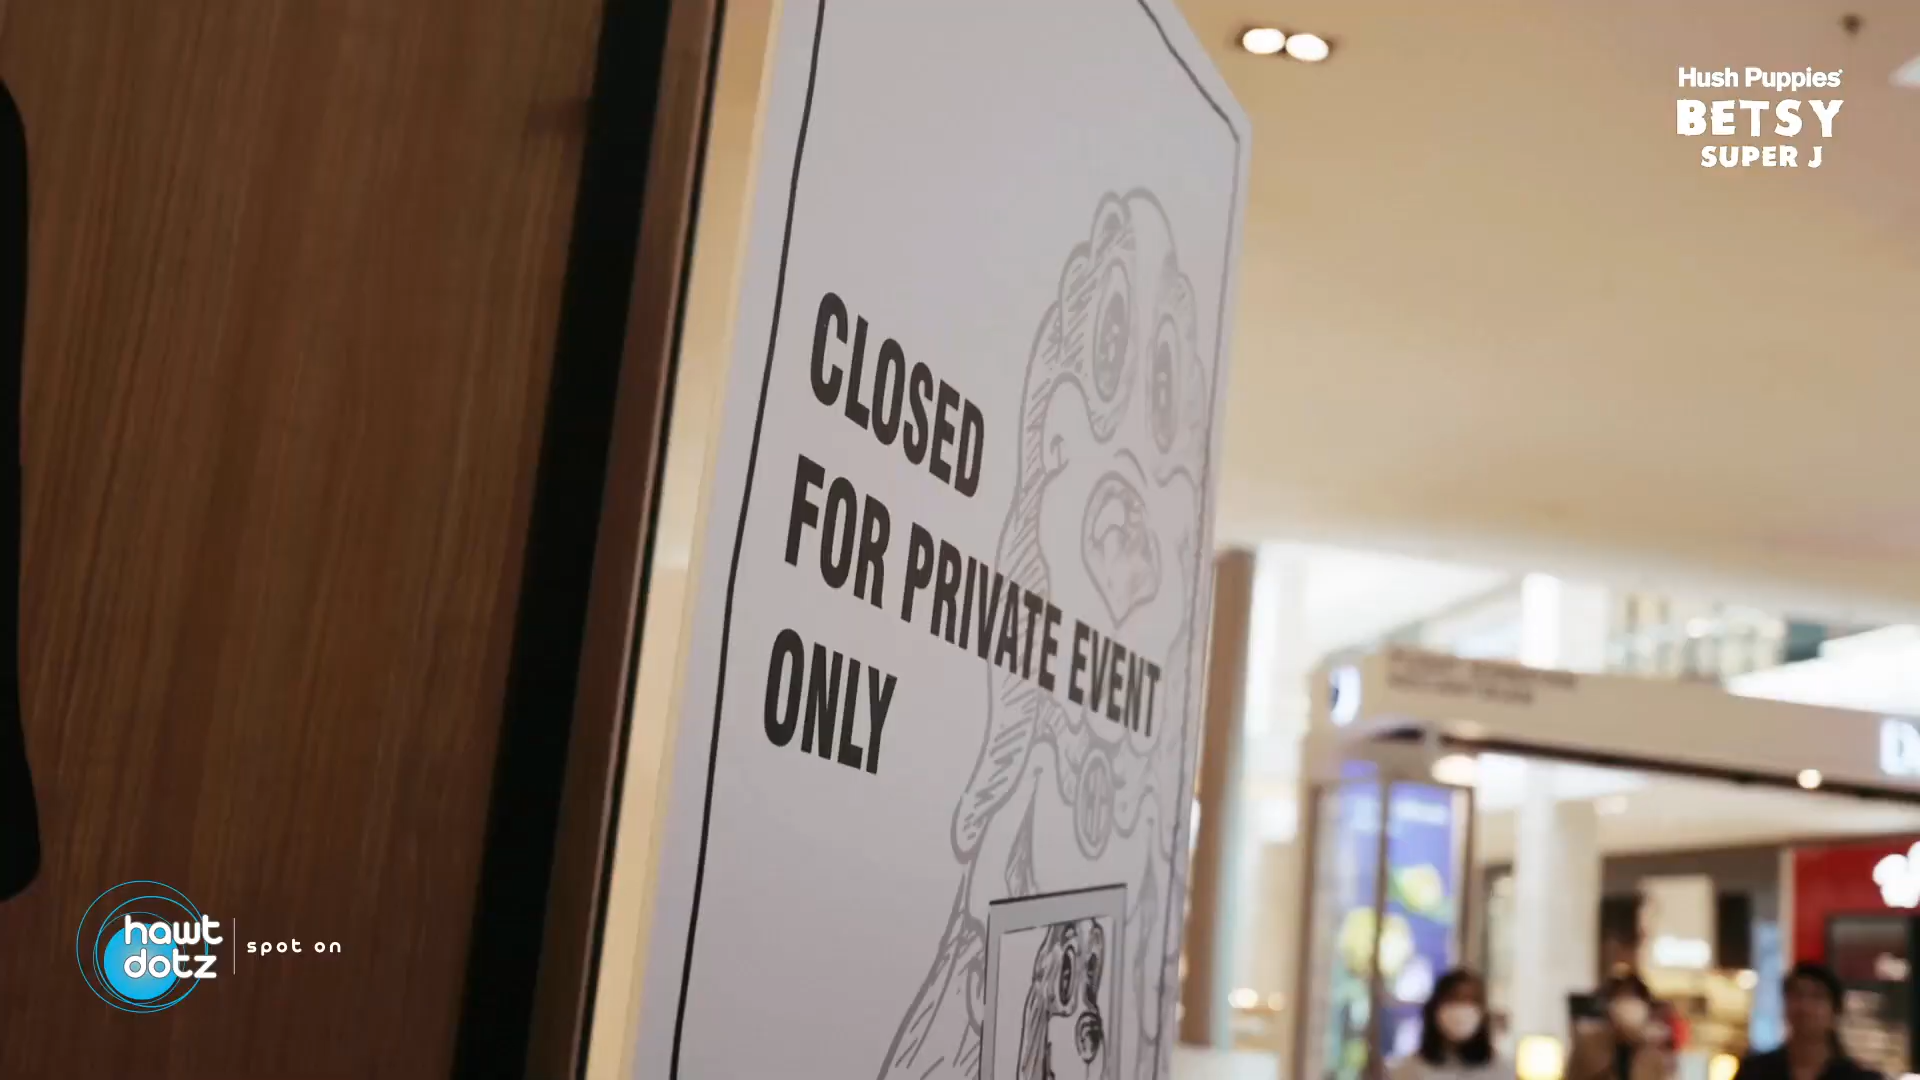 Hush Puppies
BETSY
SUPER J
CLOSED
FOR PRIVATE EVENT
ONLY
hawt
dotz
spot on